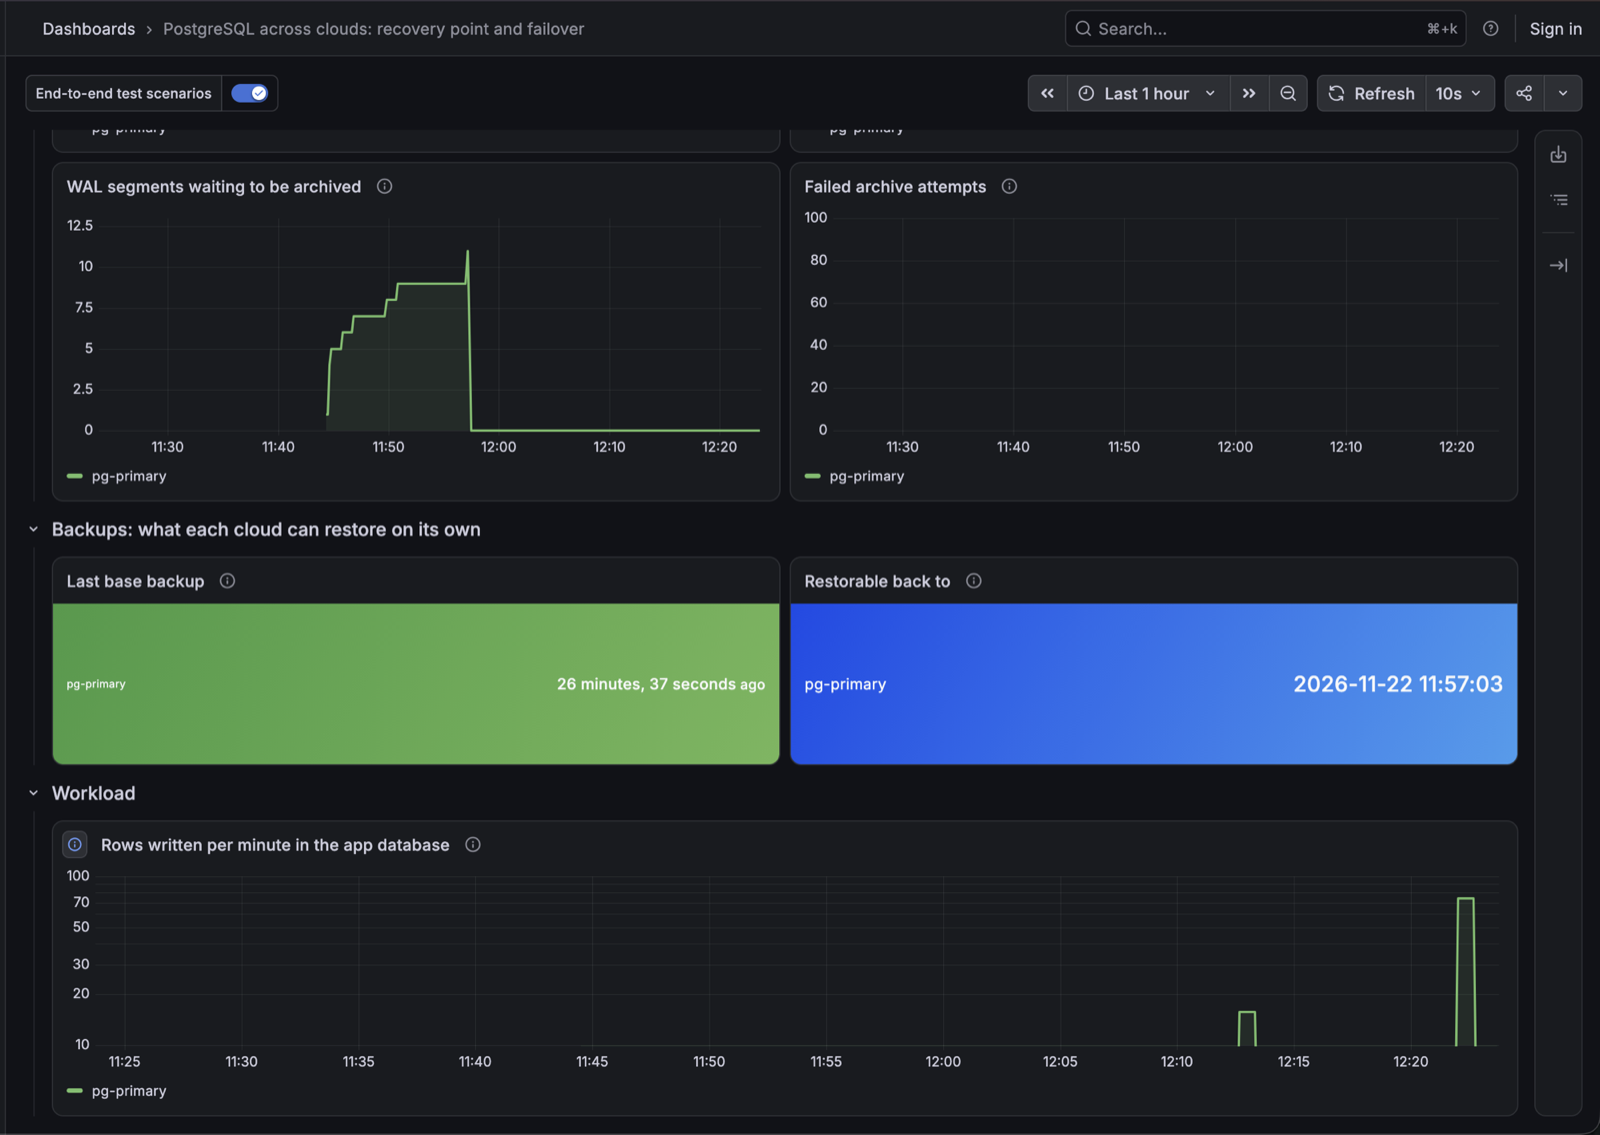 Dashboards › PostgreSQL across clouds: recovery point and failover
Search... ⌘+k Sign in
End-to-end test scenarios
Last 1 hour Refresh 10s
pg-primary pg-primary
WAL segments waiting to be archived
12.5
10
7.5
5
2.5
0
11:30 11:40 11:50 12:00 12:10 12:20
pg-primary
Failed archive attempts
100
80
60
40
20
0
11:30 11:40 11:50 12:00 12:10 12:20
pg-primary
Backups: what each cloud can restore on its own
Last base backup
pg-primary 26 minutes, 37 seconds ago
Restorable back to
pg-primary 2026-11-22 11:57:03
Workload
Rows written per minute in the app database
100
70
50
30
20
10
11:25 11:30 11:35 11:40 11:45 11:50 11:55 12:00 12:05 12:10 12:15 12:20
pg-primary